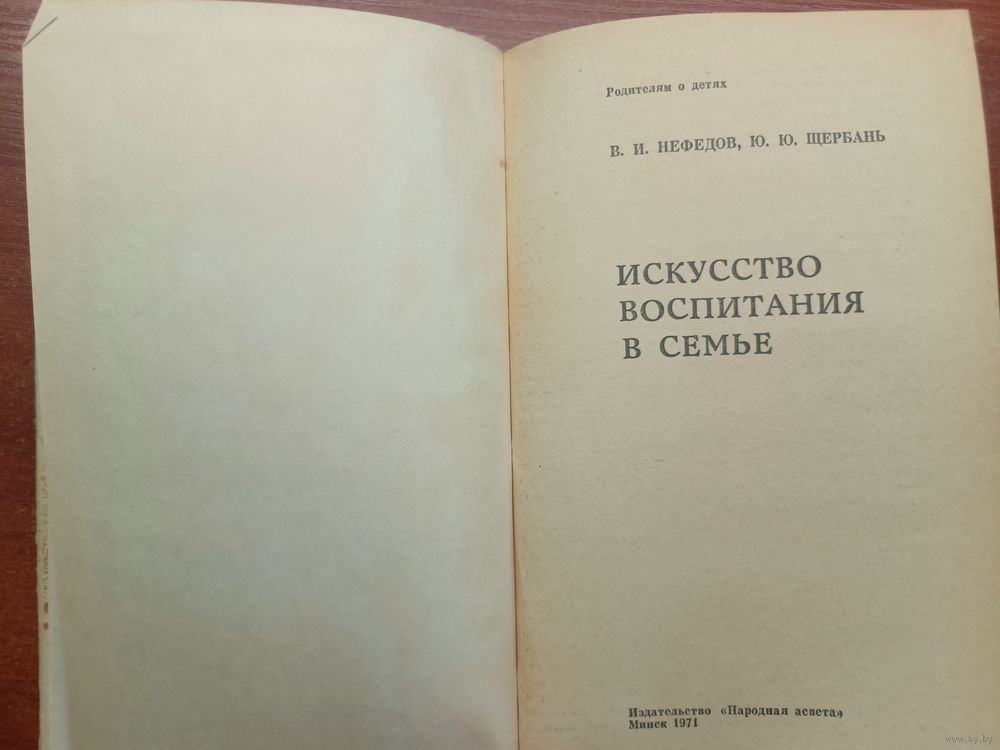 Родителям о детях
В. И. НЕФЕДОВ, Ю. Ю. ЩЕРБАНЬ
ИСКУССТВО
ВОСПИТАНИЯ
В СЕМЬЕ
Издательство «Народная асвета»
Минск 1971
www.ay.by